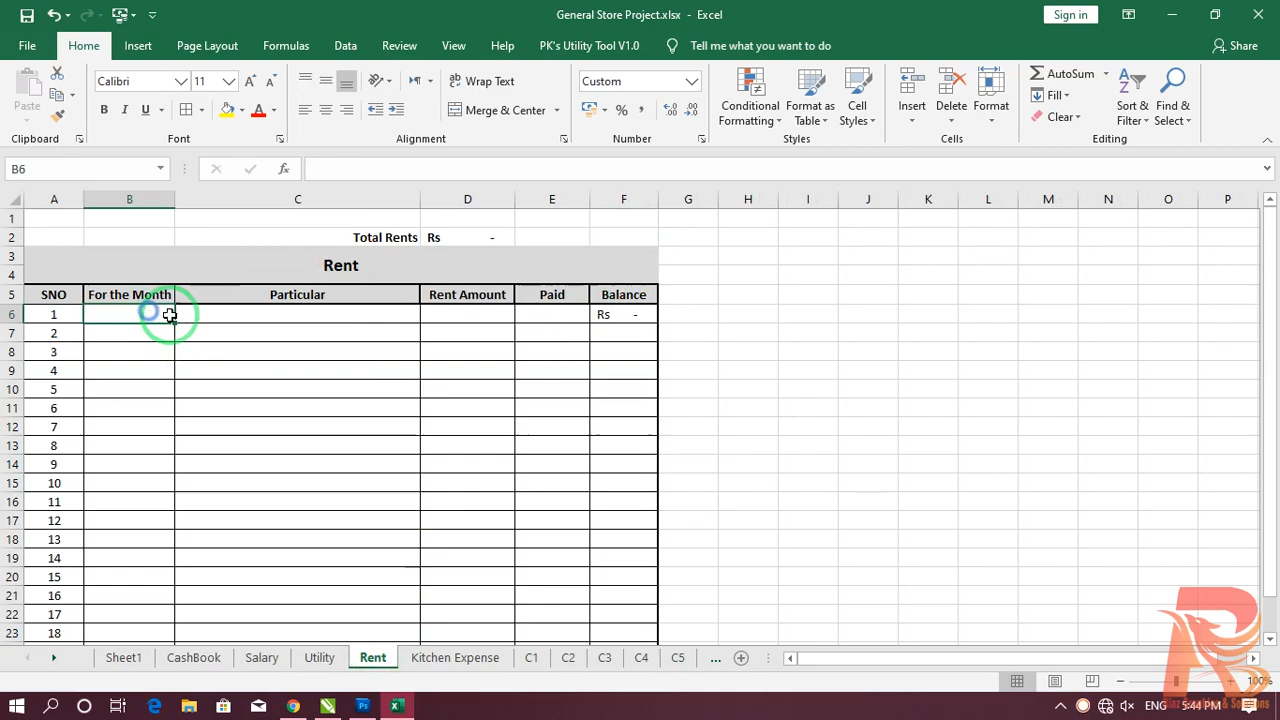 General Store Project.xlsx - Excel
Sign in
File Home Insert Page Layout Formulas Data Review View Help PK's Utility Tool V1.0 Tell me what you want to do Share
Paste
Clipboard
Calibri 11
B I U A
Font
Wrap Text
Merge & Center
Alignment
Custom
%
Number
Conditional Formatting
Format as Table
Cell Styles
Styles
Insert
Delete
Format
Cells
AutoSum
Fill
Clear
Sort & Filter
Find & Select
Editing
B6 fx
A B C D E F G H I J K L M N O P
1
2 Total Rents Rs -
3 Rent
4
5 SNO For the Month Particular Rent Amount Paid Balance
6 1 Rs -
7 2
8 3
9 4
10 5
11 6
12 7
13 8
14 9
15 10
16 11
17 12
18 13
19 14
20 15
21 16
22 17
23 18
Sheet1 CashBook Salary Utility Rent Kitchen Expense C1 C2 C3 C4 C5 ...
100%
ENG 5:44 PM